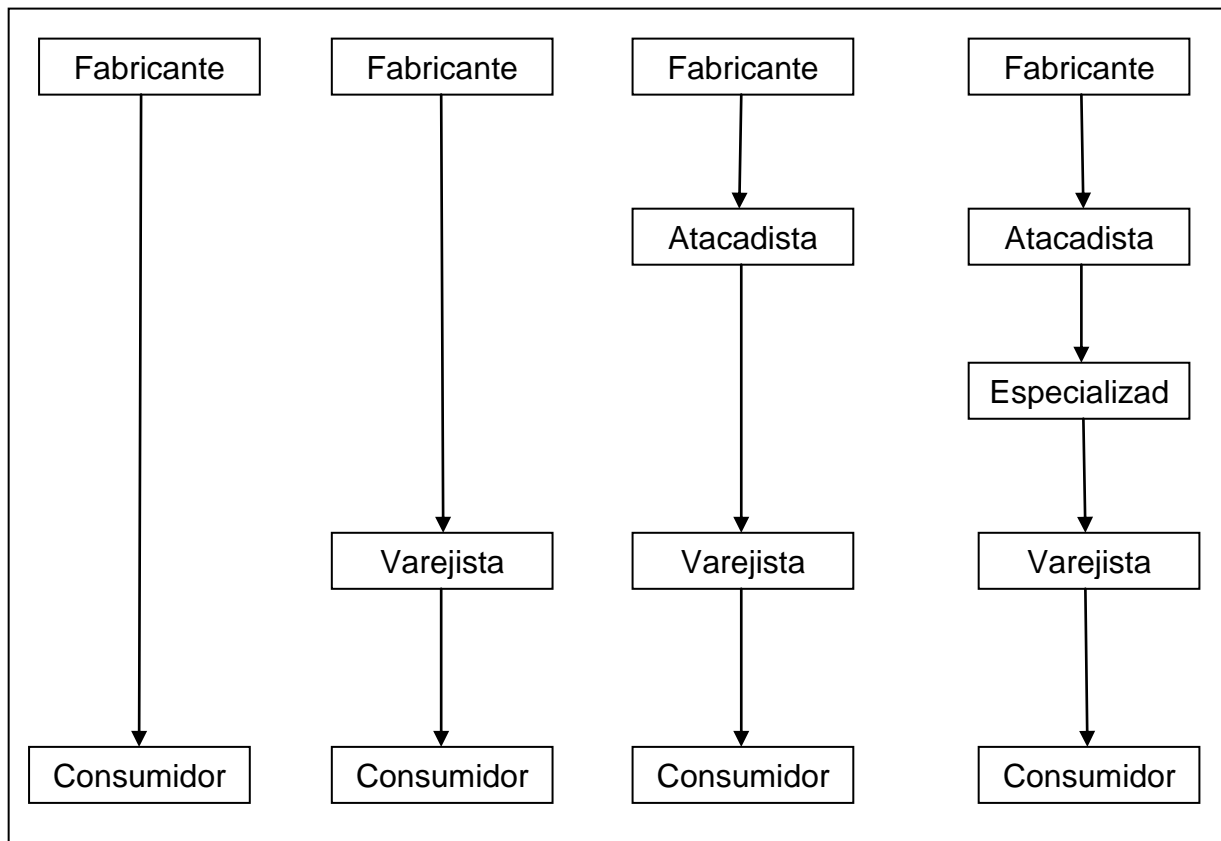 Fabricante
Fabricante
Fabricante
Fabricante
Atacadista
Atacadista
Especializad
Varejista
Varejista
Varejista
Consumidor
Consumidor
Consumidor
Consumidor